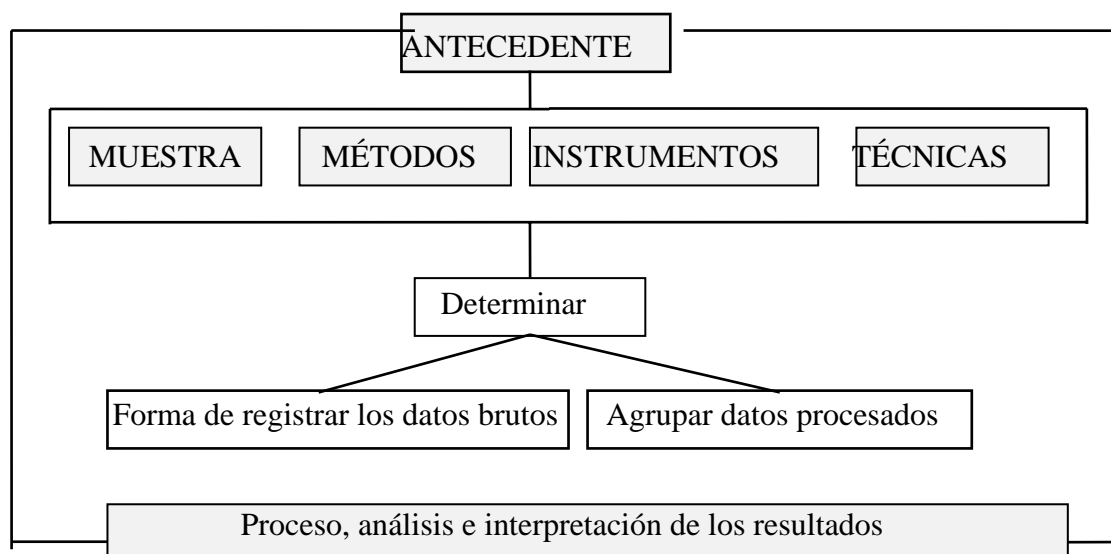 ANTECEDENTE
MUESTRA
MÉTODOS
INSTRUMENTOS
TÉCNICAS
Determinar
Forma de registrar los datos brutos
Agrupar datos procesados
Proceso, análisis e interpretación de los resultados